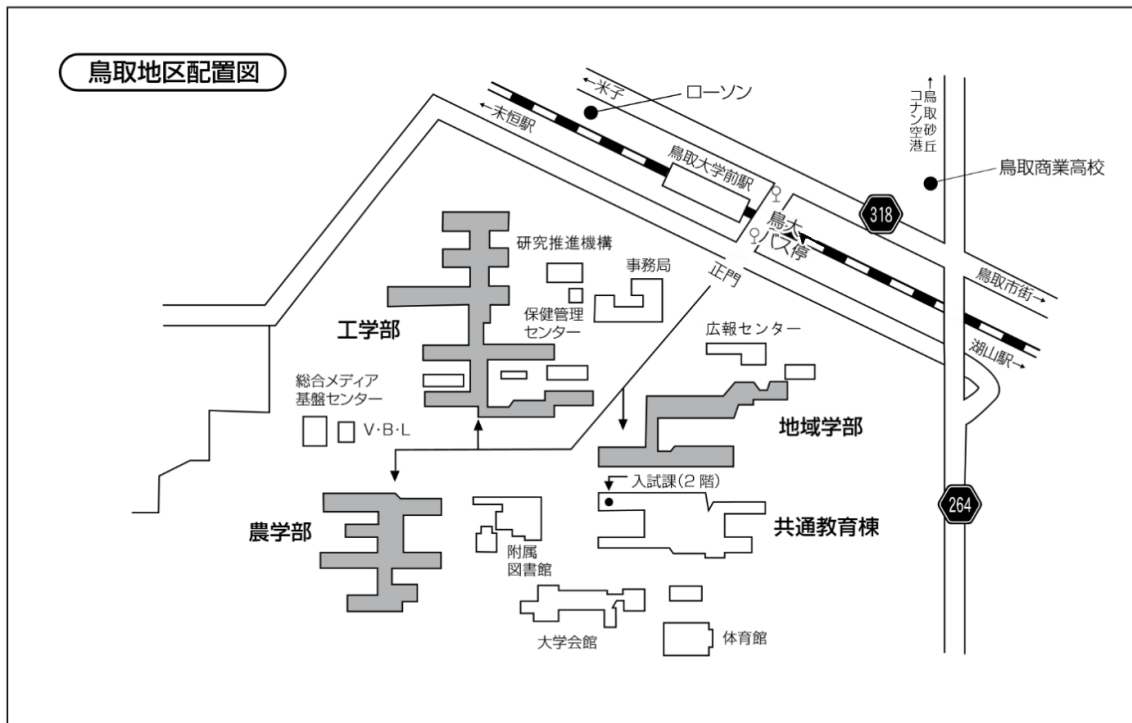 鳥取地区配置図
←米子
ローソン
←末恒駅
鳥取大学前駅
↑鳥取砂丘
コナン空港
鳥取商業高校
318
鳥大
バス停
鳥取市街→
湖山駅→
正門
研究推進機構
事務局
保健管理
センター
工学部
広報センター
総合メディア
基盤センター
V・B・L
地域学部
入試課(2階)
264
農学部
共通教育棟
附属
図書館
大学会館
体育館